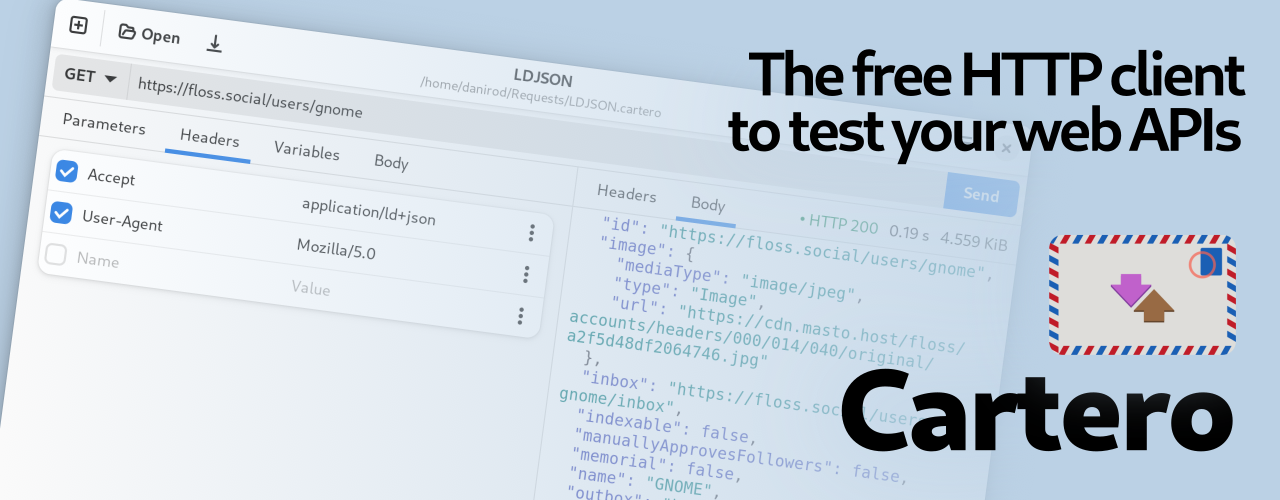 Open
LDJSON
/home/danirod/Requests/LDJSON.cartero
GET
https://floss.social/users/gnome
Send
Parameters
Headers
Variables
Body
Accept
application/ld+json
User-Agent
Mozilla/5.0
Name
Value
Headers
Body
• HTTP 200 0.19 s 4.559 KiB
"id": "https://floss.social/users/gnome",
"image": {
"mediaType": "image/jpeg",
"type": "Image",
"url": "https://cdn.masto.host/floss/
accounts/headers/000/014/040/original/
a2f5d48df2064746.jpg"
},
"inbox": "https://floss.social/users/
gnome/inbox",
"indexable": false,
"manuallyApprovesFollowers": false,
"memorial": false,
"name": "GNOME",
"outbox":
The free HTTP client
to test your web APIs
Cartero